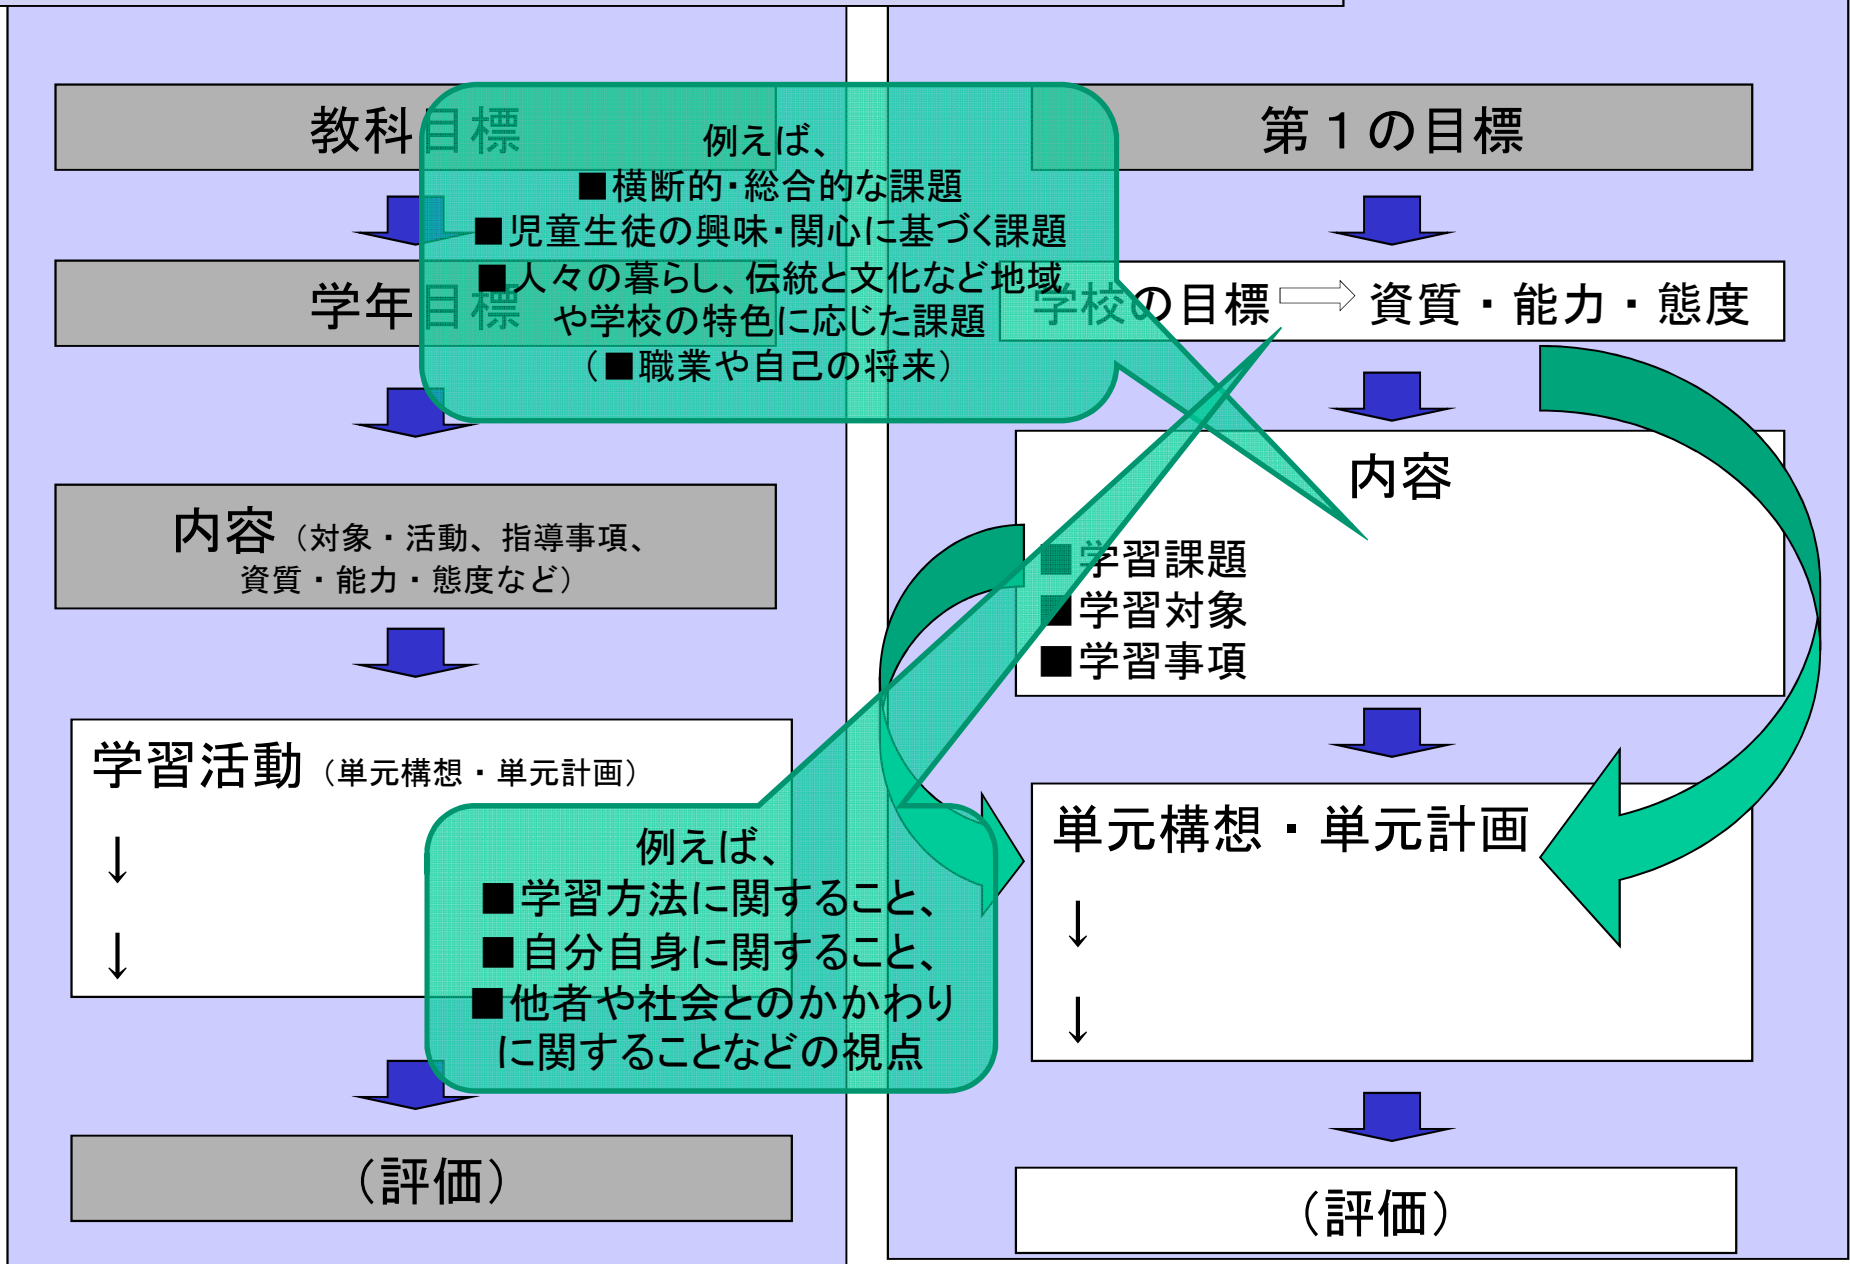 教科目標
学年目標
内容（対象・活動、指導事項、
資質・能力・態度など）
学習活動（単元構想・単元計画）
↓
↓
（評価）
例えば、
■横断的・総合的な課題
■児童生徒の興味・関心に基づく課題
■人々の暮らし、伝統と文化など地域
や学校の特色に応じた課題
（■職業や自己の将来）
例えば、
■学習方法に関すること、
■自分自身に関すること、
■他者や社会とのかかわり
に関することなどの視点
第１の目標
学校の目標 ⇨ 資質・能力・態度
内容
■学習課題
■学習対象
■学習事項
単元構想・単元計画
↓
↓
（評価）